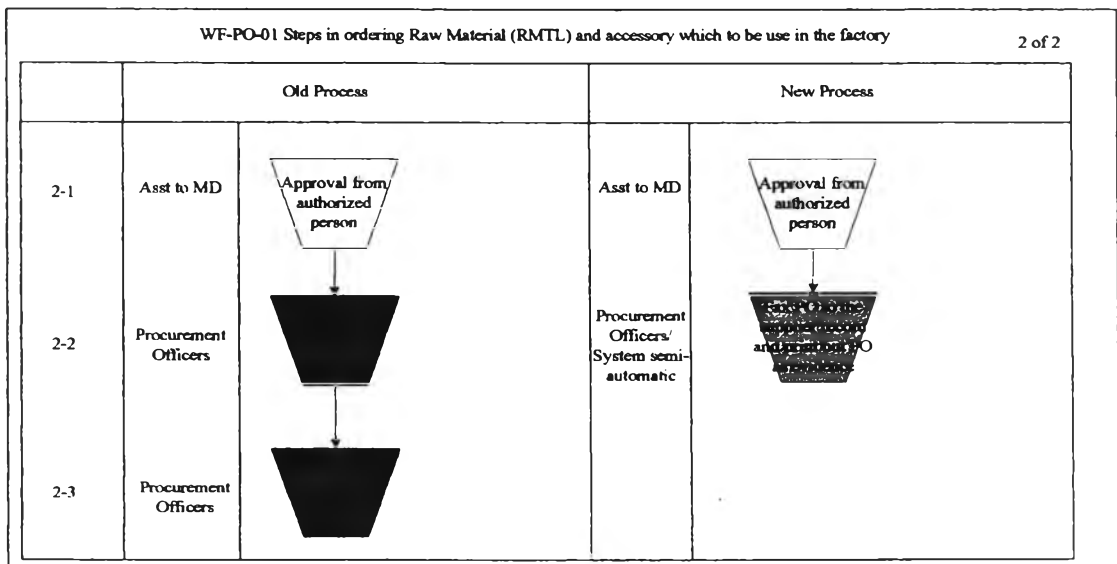 WF-PO-01 Steps in ordering Raw Material (RMTL) and accessory which to be use in the factory
2 of 2
Old Process
New Process
2-1
Asst to MD
Approval from
authorized
person
Asst to MD
Approval from
authorized
person
2-2
Procurement
Officers
Procurement
Officers/
System semi-
automatic
and PO
2-3
Procurement
Officers